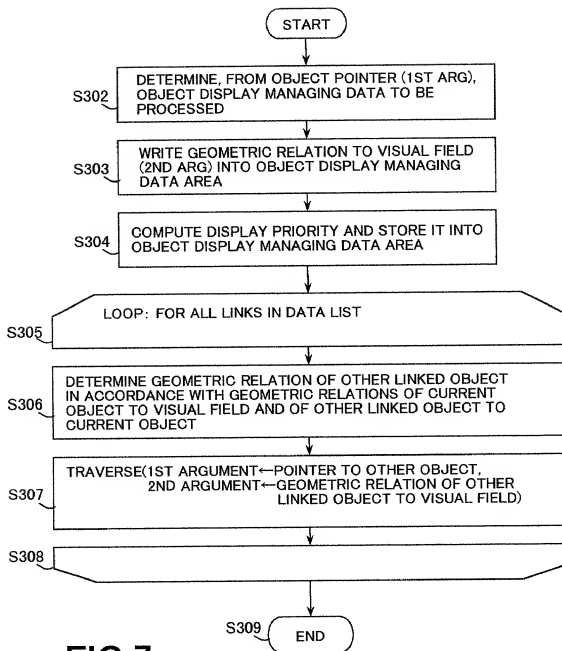 START
S302
DETERMINE, FROM OBJECT POINTER (1ST ARG),
OBJECT DISPLAY MANAGING DATA TO BE
PROCESSED
S303
WRITE GEOMETRIC RELATION TO VISUAL FIELD
(2ND ARG) INTO OBJECT DISPLAY MANAGING
DATA AREA
S304
COMPUTE DISPLAY PRIORITY AND STORE IT INTO
OBJECT DISPLAY MANAGING DATA AREA
LOOP: FOR ALL LINKS IN DATA LIST
S305
S306
DETERMINE GEOMETRIC RELATION OF OTHER LINKED OBJECT
IN ACCORDANCE WITH GEOMETRIC RELATIONS OF CURRENT
OBJECT TO VISUAL FIELD AND OF OTHER LINKED OBJECT TO
CURRENT OBJECT
S307
TRAVERSE(1ST ARGUMENT←POINTER TO OTHER OBJECT,
2ND ARGUMENT←GEOMETRIC RELATION OF OTHER
LINKED OBJECT TO VISUAL FIELD)
S308
S309
END
FIG.7